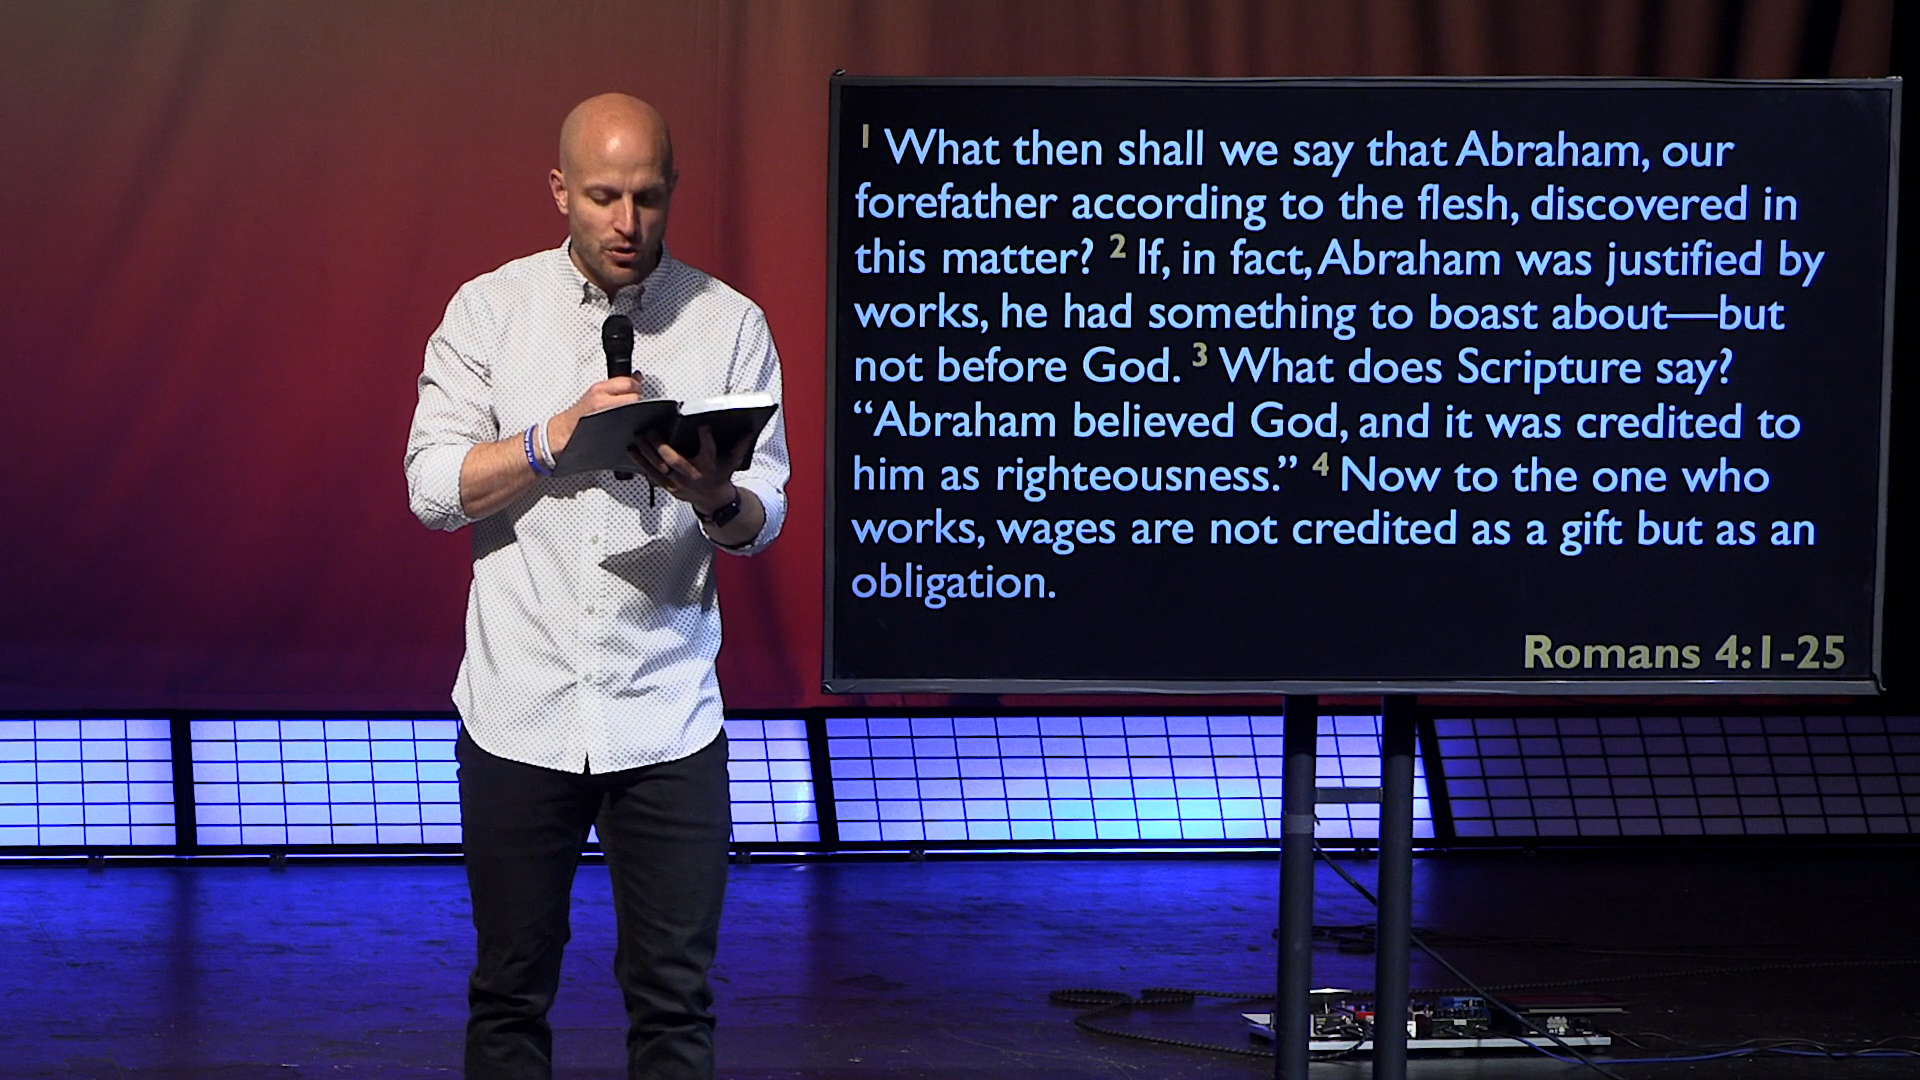 1 What then shall we say that Abraham, our
forefather according to the flesh, discovered in
this matter? 2 If, in fact, Abraham was justified by
works, he had something to boast about—but
not before God. 3 What does Scripture say?
“Abraham believed God, and it was credited to
him as righteousness.” 4 Now to the one who
works, wages are not credited as a gift but as an
obligation.
Romans 4:1-25